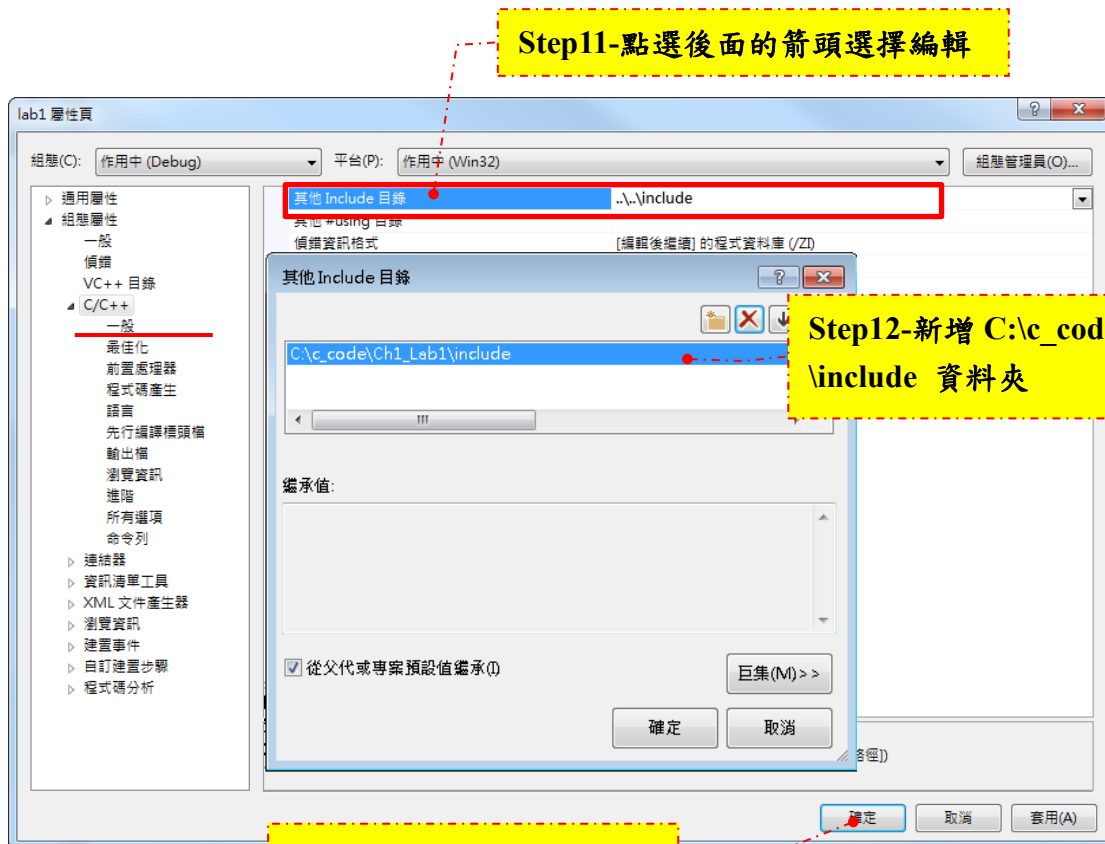 Step11-點選後面的箭頭選擇編輯
lab1 屬性頁
組態(C):
作用中 (Debug)
平台(P):
作用中 (Win32)
組態管理員(O)...
通用屬性
組態屬性
一般
偵錯
VC++ 目錄
C/C++
一般
最佳化
前置處理器
程式碼產生
語言
先行編譯標頭檔
輸出檔
瀏覽資訊
進階
所有選項
命令列
連結器
資訊清單工具
XML 文件產生器
瀏覽資訊
建置事件
自訂建置步驟
程式碼分析
其他 Include 目錄
..\..\include
其他 #using 目錄
偵錯資訊格式
[編輯後繼續] 的程式資料庫 (/ZI)
其他 Include 目錄
C:\c_code\Ch1_Lab1\include
Step12-新增 C:\c_cod
\include 資料夾
繼承值:
從父代或專案預設值繼承(I)
巨集(M)>>
確定
取消
路徑])
確定
取消
套用(A)